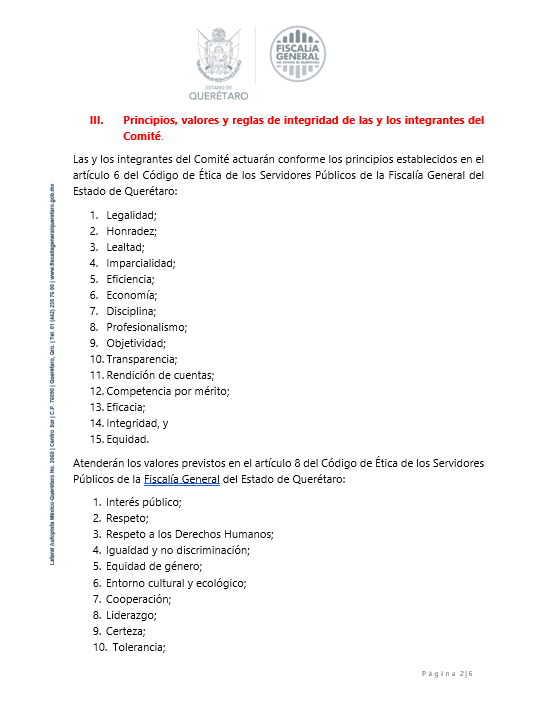 ESTADO DE
QUERÉTARO
FISCALÍA
GENERAL
DEL ESTADO DE QUERÉTARO
III. Principios, valores y reglas de integridad de las y los integrantes del
Comité.
Las y los integrantes del Comité actuarán conforme los principios establecidos en el
artículo 6 del Código de Ética de los Servidores Públicos de la Fiscalía General del
Estado de Querétaro:
1. Legalidad;
2. Honradez;
3. Lealtad;
4. Imparcialidad;
5. Eficiencia;
6. Economía;
7. Disciplina;
8. Profesionalismo;
9. Objetividad;
10. Transparencia;
11. Rendición de cuentas;
12. Competencia por mérito;
13. Eficacia;
14. Integridad, y
15. Equidad.
Atenderán los valores previstos en el artículo 8 del Código de Ética de los Servidores
Públicos de la Fiscalía General del Estado de Querétaro:
1. Interés público;
2. Respeto;
3. Respeto a los Derechos Humanos;
4. Igualdad y no discriminación;
5. Equidad de género;
6. Entorno cultural y ecológico;
7. Cooperación;
8. Liderazgo;
9. Certeza;
10. Tolerancia;
Lateral Autopista México-Querétaro No. 2060 | Centro Sur | C.P. 76090 | Querétaro, Qro. | Tel. 01 (442) 238 76 00 | www.fiscaliageneralqueretaro.gob.mx
Página 2|6